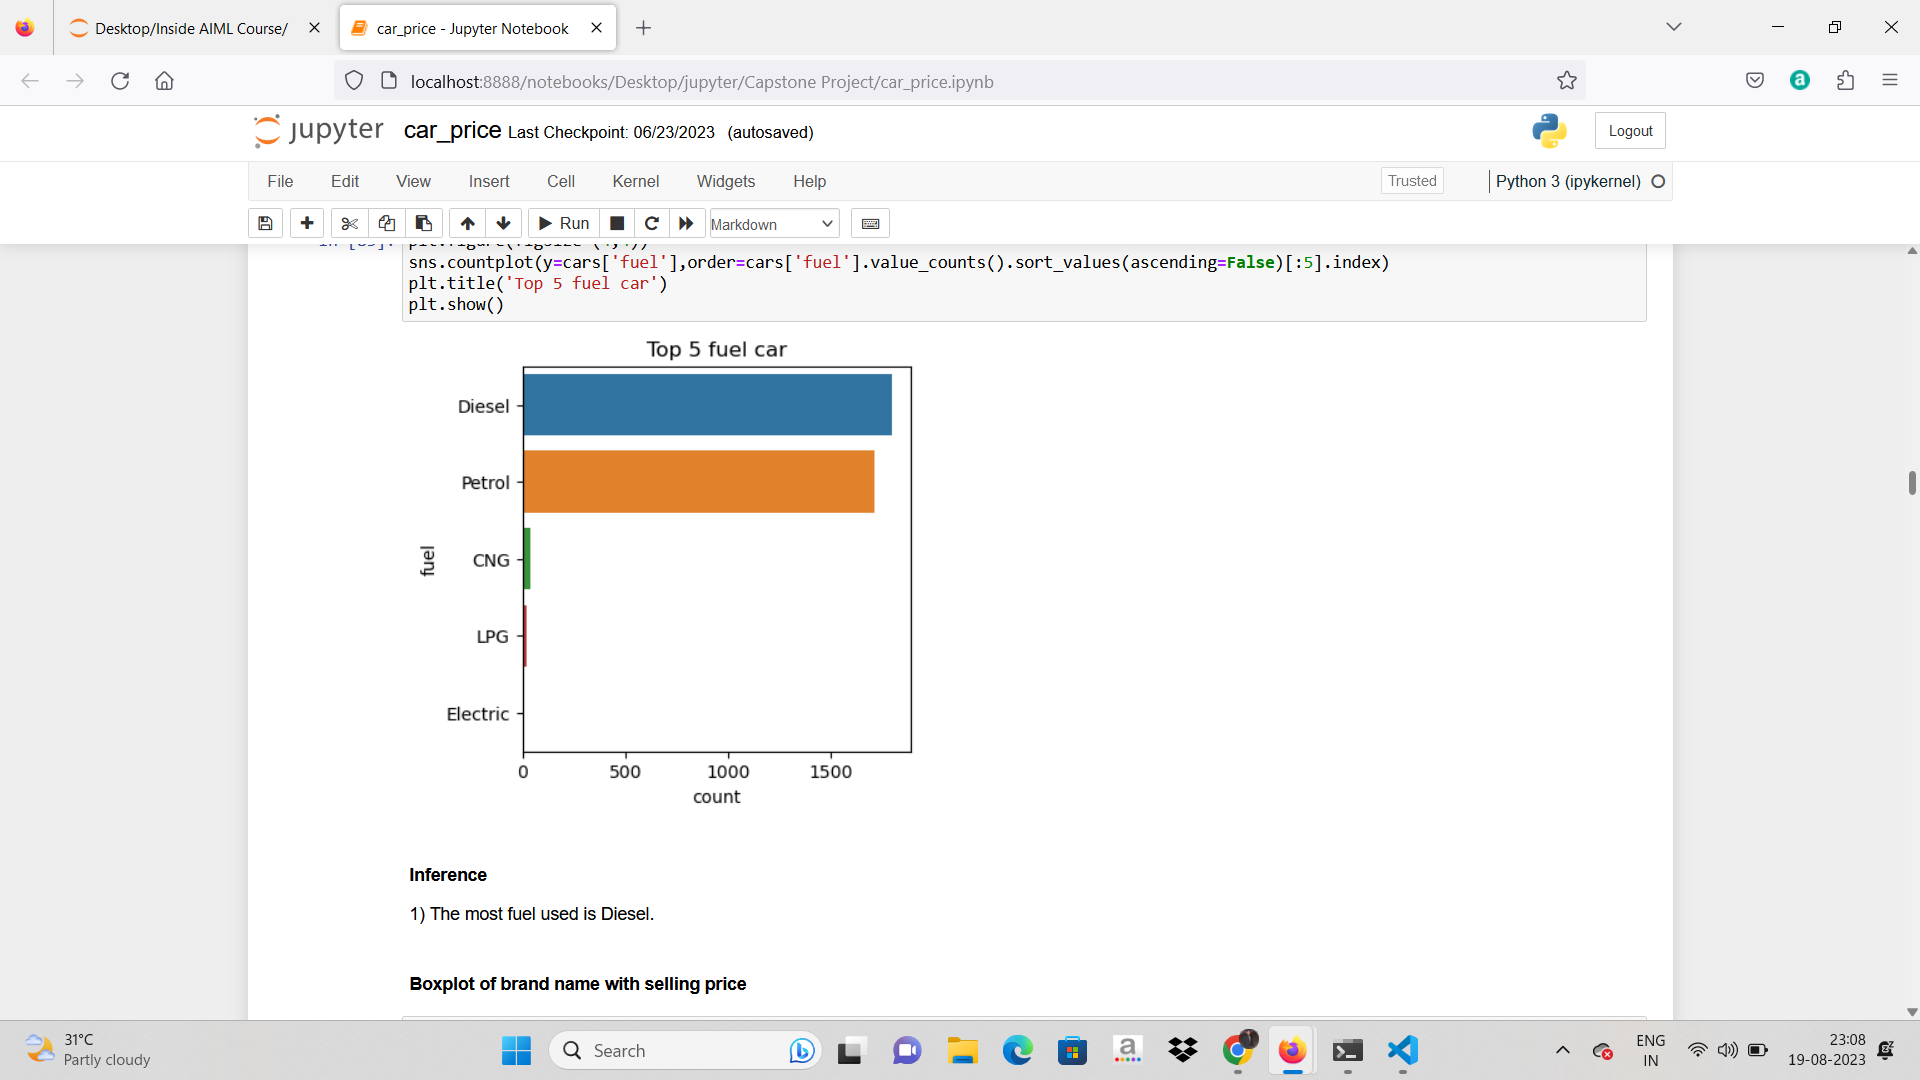 Desktop/Inside AIML Course/
car_price - Jupyter Notebook
localhost:8888/notebooks/Desktop/jupyter/Capstone Project/car_price.ipynb
a
jupyter car_price Last Checkpoint: 06/23/2023 (autosaved)
Logout
File Edit View Insert Cell Kernel Widgets Help
Trusted
Python 3 (ipykernel)
Run
Markdown
sns.countplot(y=cars['fuel'],order=cars['fuel'].value_counts().sort_values(ascending=False)[:5].index)
plt.title('Top 5 fuel car')
plt.show()
Top 5 fuel car
Diesel
Petrol
CNG
LPG
Electric
fuel
0 500 1000 1500
count
Inference
1) The most fuel used is Diesel.
Boxplot of brand name with selling price
31°C
Partly cloudy
Search
a
ENG
IN
23:08
19-08-2023